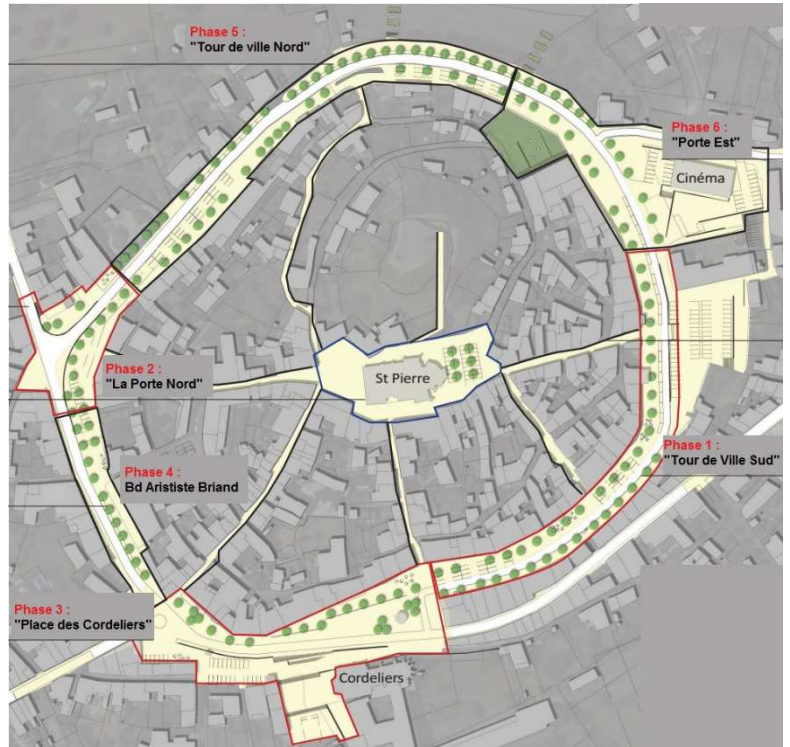 Phase 5 :
"Tour de ville Nord"
Phase 6 :
"Porte Est"
Cinéma
Phase 2 :
"La Porte Nord"
St Pierre
Phase 1 :
"Tour de Ville Sud"
Phase 4 :
Bd Arististe Briand
Phase 3 :
"Place des Cordeliers"
Cordeliers